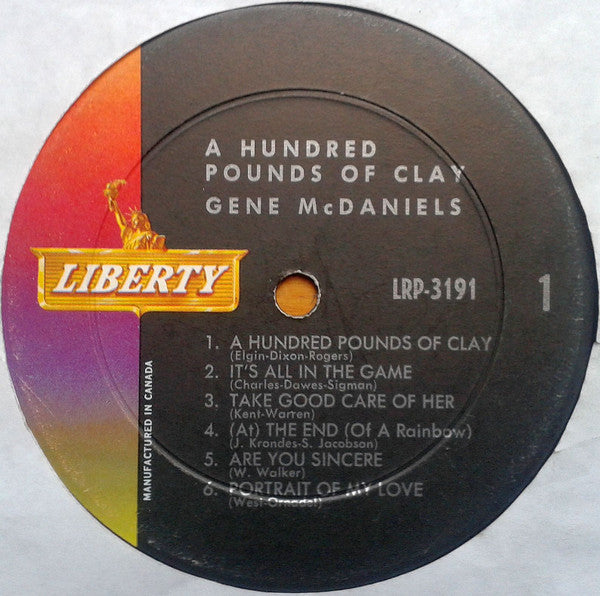 A HUNDRED
POUNDS OF CLAY
GENE McDANIELS
LIBERTY
LRP-3191
1
1. A HUNDRED POUNDS OF CLAY
(Elgin-Dixon-Rogers)
2. IT'S ALL IN THE GAME
(Charles-Dawes-Sigman)
3. TAKE GOOD CARE OF HER
(Kent-Warren)
4. (At) THE END (Of A Rainbow)
(J. Krondes-S. Jacobson)
5. ARE YOU SINCERE
(W. Walker)
6. PORTRAIT OF MY LOVE
(West-Ornadel)
MANUFACTURED IN CANADA